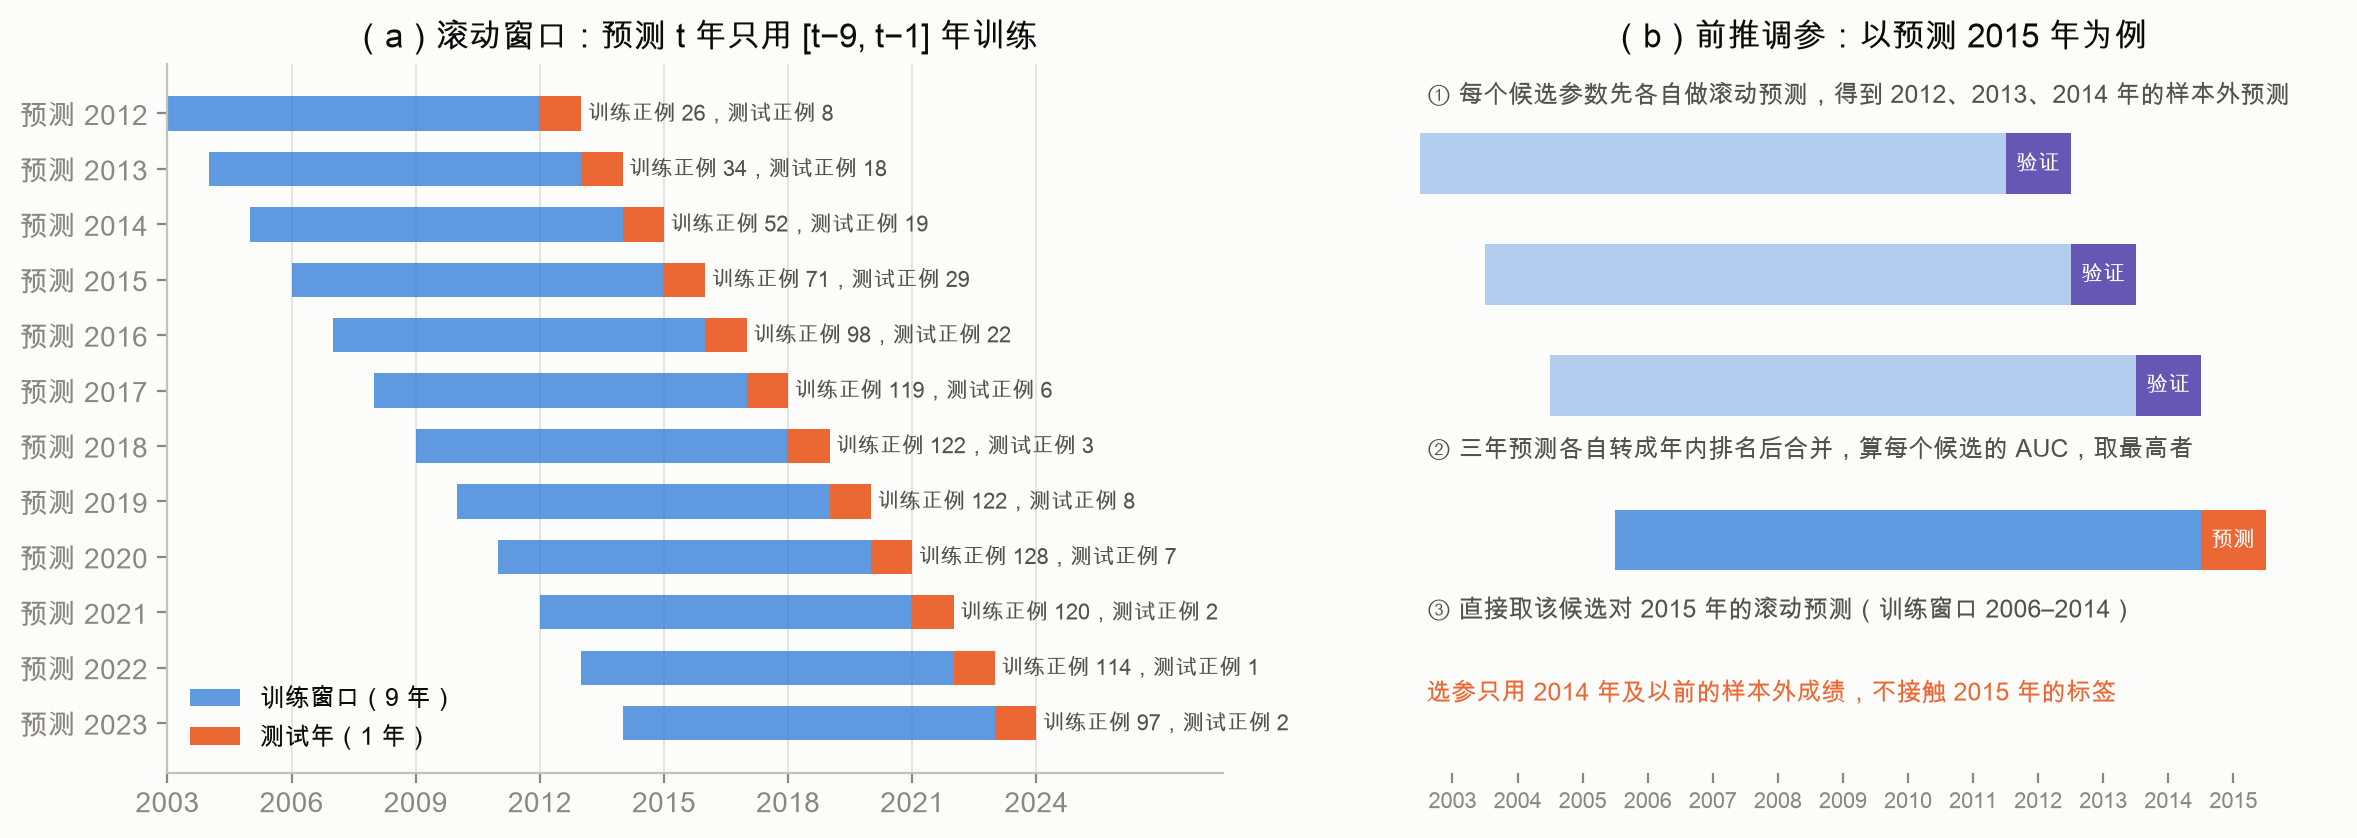 （a）滚动窗口：预测 t 年只用 [t−9, t−1] 年训练
预测 2012
训练正例 26，测试正例 8
预测 2013
训练正例 34，测试正例 18
预测 2014
训练正例 52，测试正例 19
预测 2015
训练正例 71，测试正例 29
预测 2016
训练正例 98，测试正例 22
预测 2017
训练正例 119，测试正例 6
预测 2018
训练正例 122，测试正例 3
预测 2019
训练正例 122，测试正例 8
预测 2020
训练正例 128，测试正例 7
预测 2021
训练正例 120，测试正例 2
预测 2022
训练正例 114，测试正例 1
预测 2023
训练正例 97，测试正例 2
训练窗口（9 年）
测试年（1 年）
2003 2006 2009 2012 2015 2018 2021 2024
（b）前推调参：以预测 2015 年为例
① 每个候选参数先各自做滚动预测，得到 2012、2013、2014 年的样本外预测
验证
验证
验证
② 三年预测各自转成年内排名后合并，算每个候选的 AUC，取最高者
预测
③ 直接取该候选对 2015 年的滚动预测（训练窗口 2006–2014）
选参只用 2014 年及以前的样本外成绩，不接触 2015 年的标签
2003 2004 2005 2006 2007 2008 2009 2010 2011 2012 2013 2014 2015